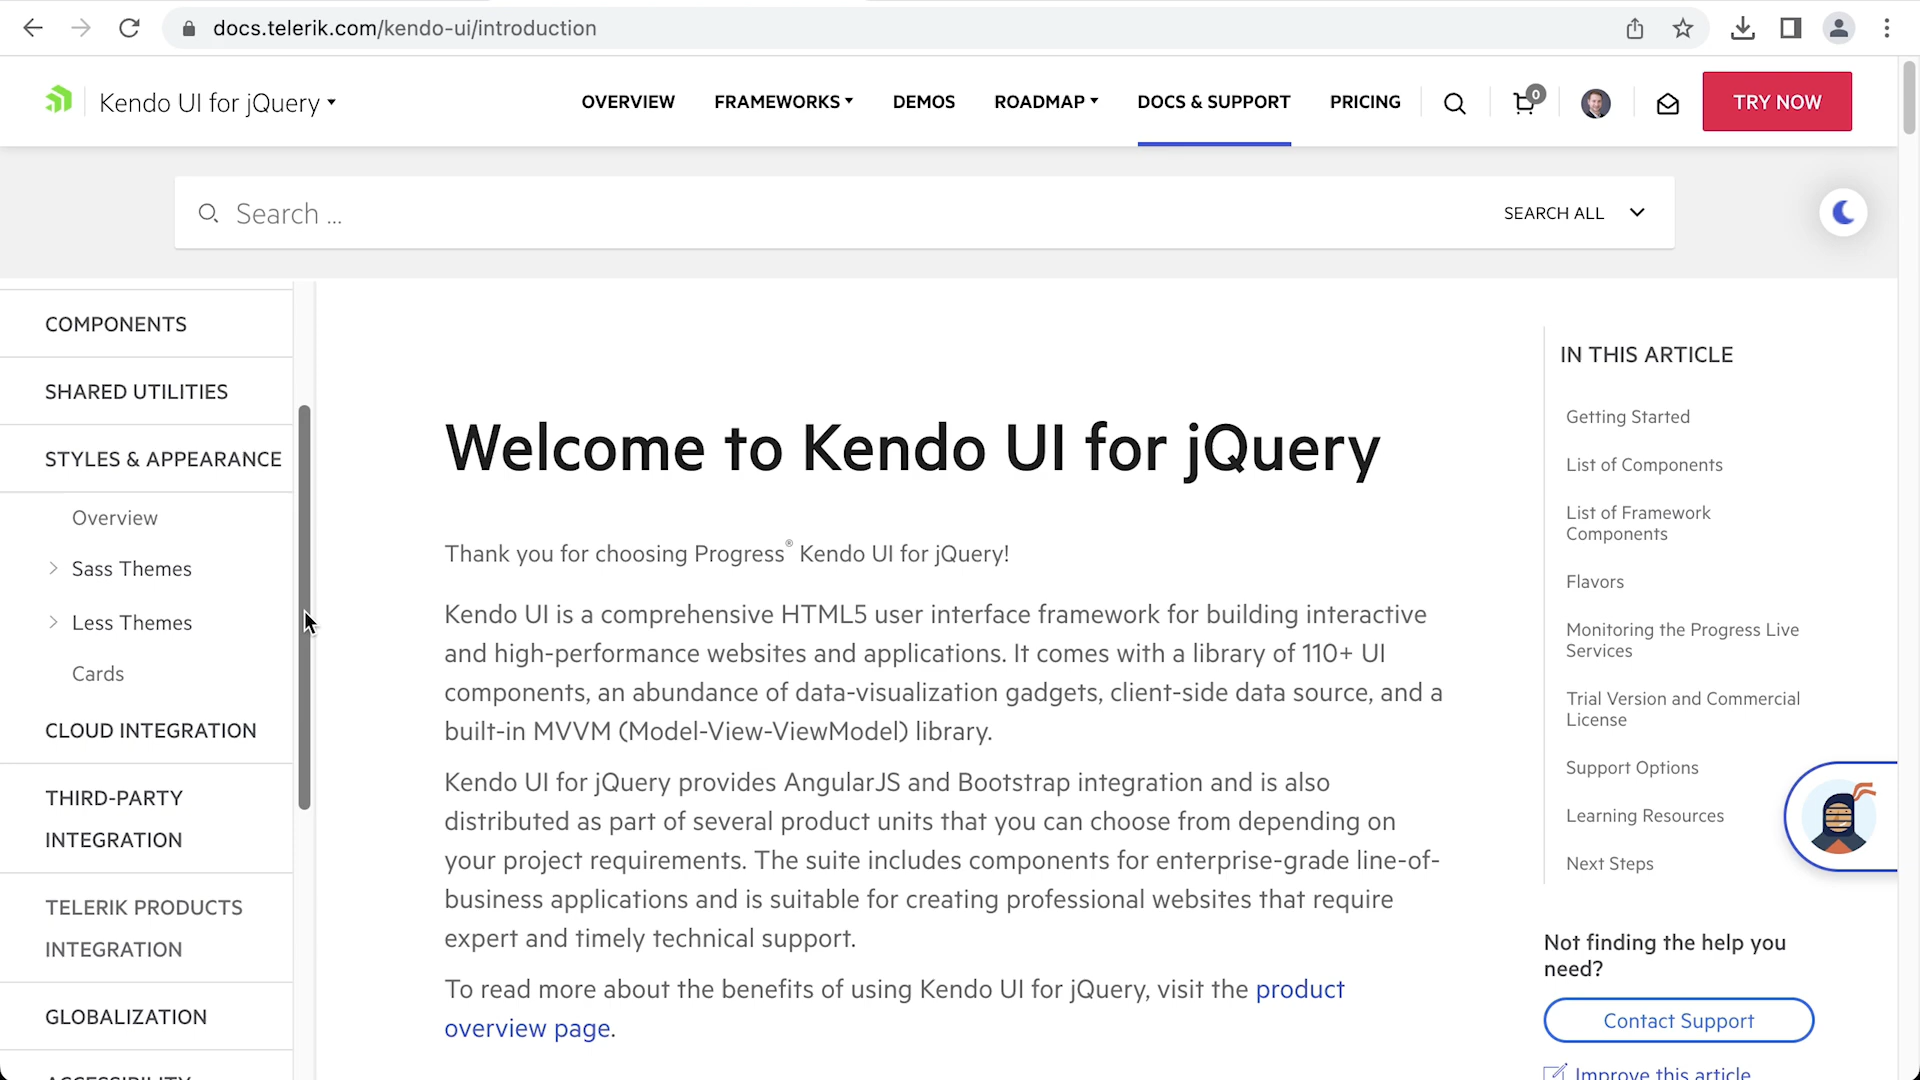 docs.telerik.com/kendo-ui/introduction
Kendo UI for jQuery
OVERVIEW
FRAMEWORKS
DEMOS
ROADMAP
DOCS & SUPPORT
PRICING
0
TRY NOW
Search ...
SEARCH ALL
COMPONENTS
SHARED UTILITIES
STYLES & APPEARANCE
Overview
Sass Themes
Less Themes
Cards
CLOUD INTEGRATION
THIRD-PARTY
INTEGRATION
TELERIK PRODUCTS
INTEGRATION
GLOBALIZATION
ACCESSIBILITY
Welcome to Kendo UI for jQuery
Thank you for choosing Progress® Kendo UI for jQuery!
Kendo UI is a comprehensive HTML5 user interface framework for building interactive
and high-performance websites and applications. It comes with a library of 110+ UI
components, an abundance of data-visualization gadgets, client-side data source, and a
built-in MVVM (Model-View-ViewModel) library.
Kendo UI for jQuery provides AngularJS and Bootstrap integration and is also
distributed as part of several product units that you can choose from depending on
your project requirements. The suite includes components for enterprise-grade line-of-
business applications and is suitable for creating professional websites that require
expert and timely technical support.
To read more about the benefits of using Kendo UI for jQuery, visit the product
overview page.
IN THIS ARTICLE
Getting Started
List of Components
List of Framework
Components
Flavors
Monitoring the Progress Live
Services
Trial Version and Commercial
License
Support Options
Learning Resources
Next Steps
Not finding the help you
need?
Contact Support
Improve this article